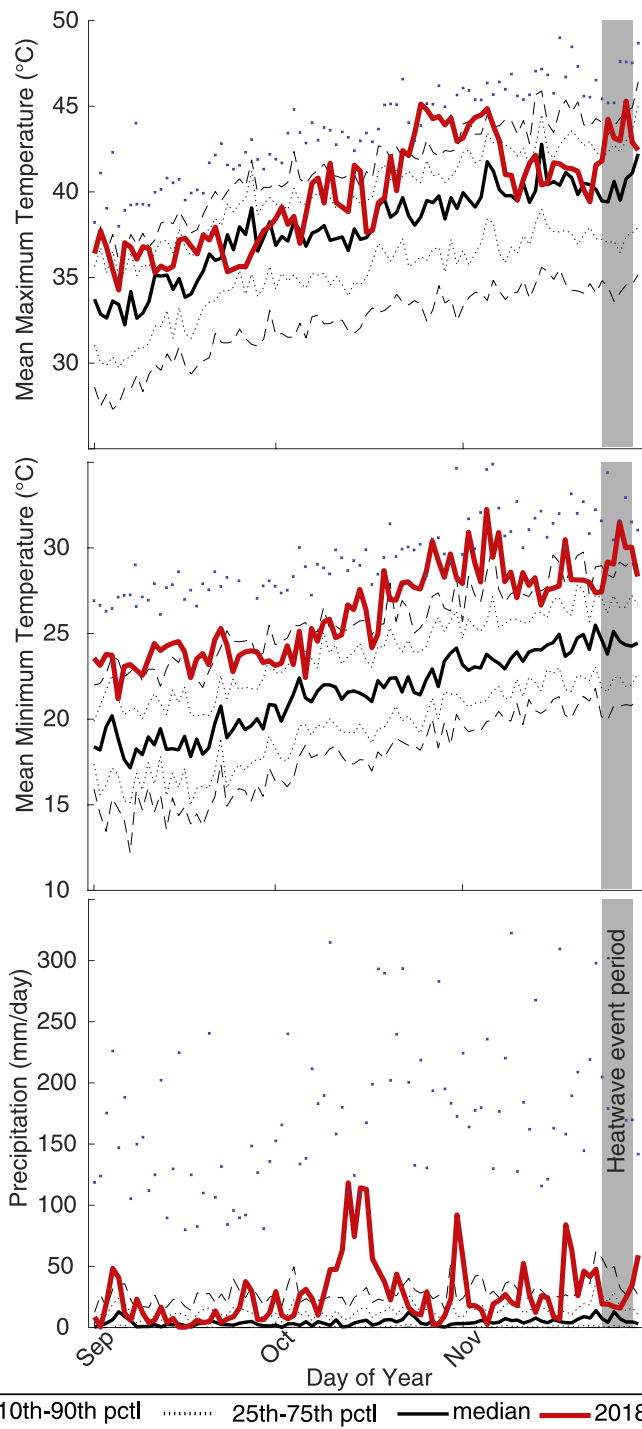 50
45
40
35
30
Mean Maximum Temperature (°C)
30
25
20
15
10
Mean Minimum Temperature (°C)
300
250
200
150
100
50
0
Precipitation (mm/day)
Heatwave event period
Sep Oct Nov
Day of Year
10th-90th pctl 25th-75th pctl median 2018